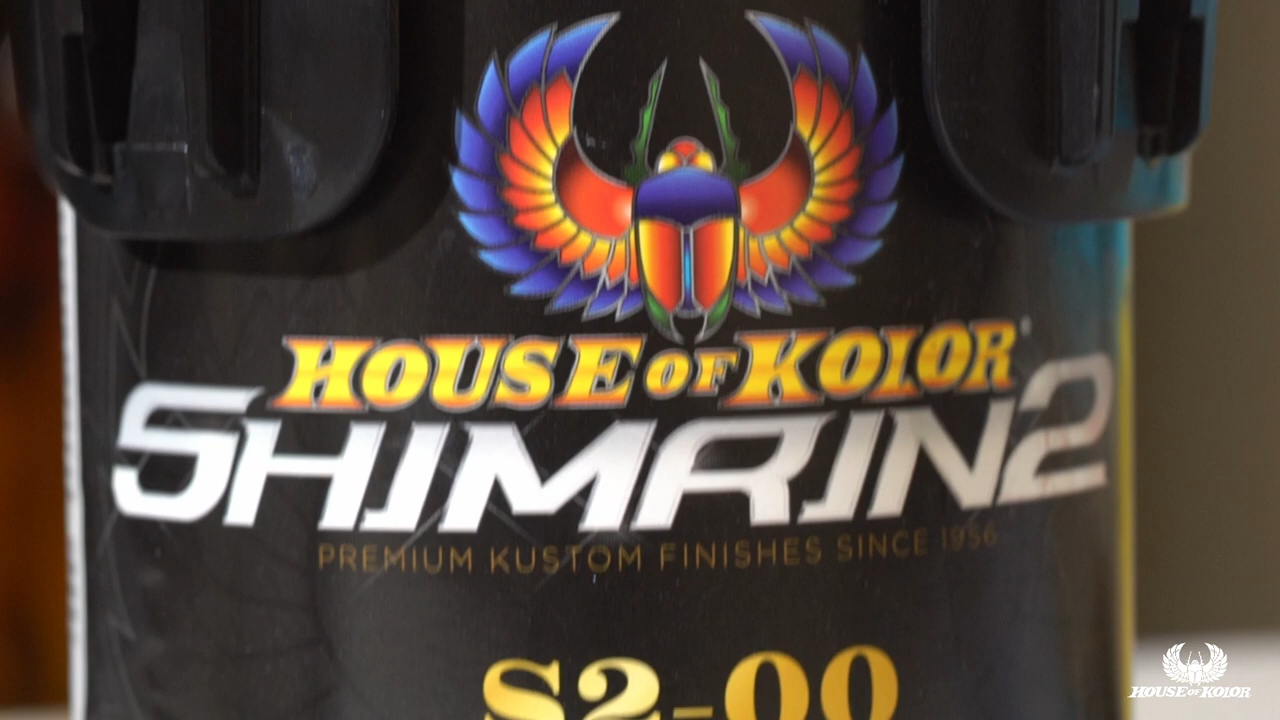 HOUSE OF KOLOR®
SHIMRIN2
PREMIUM KUSTOM FINISHES SINCE 1956
S2-00
HOUSE OF KOLOR